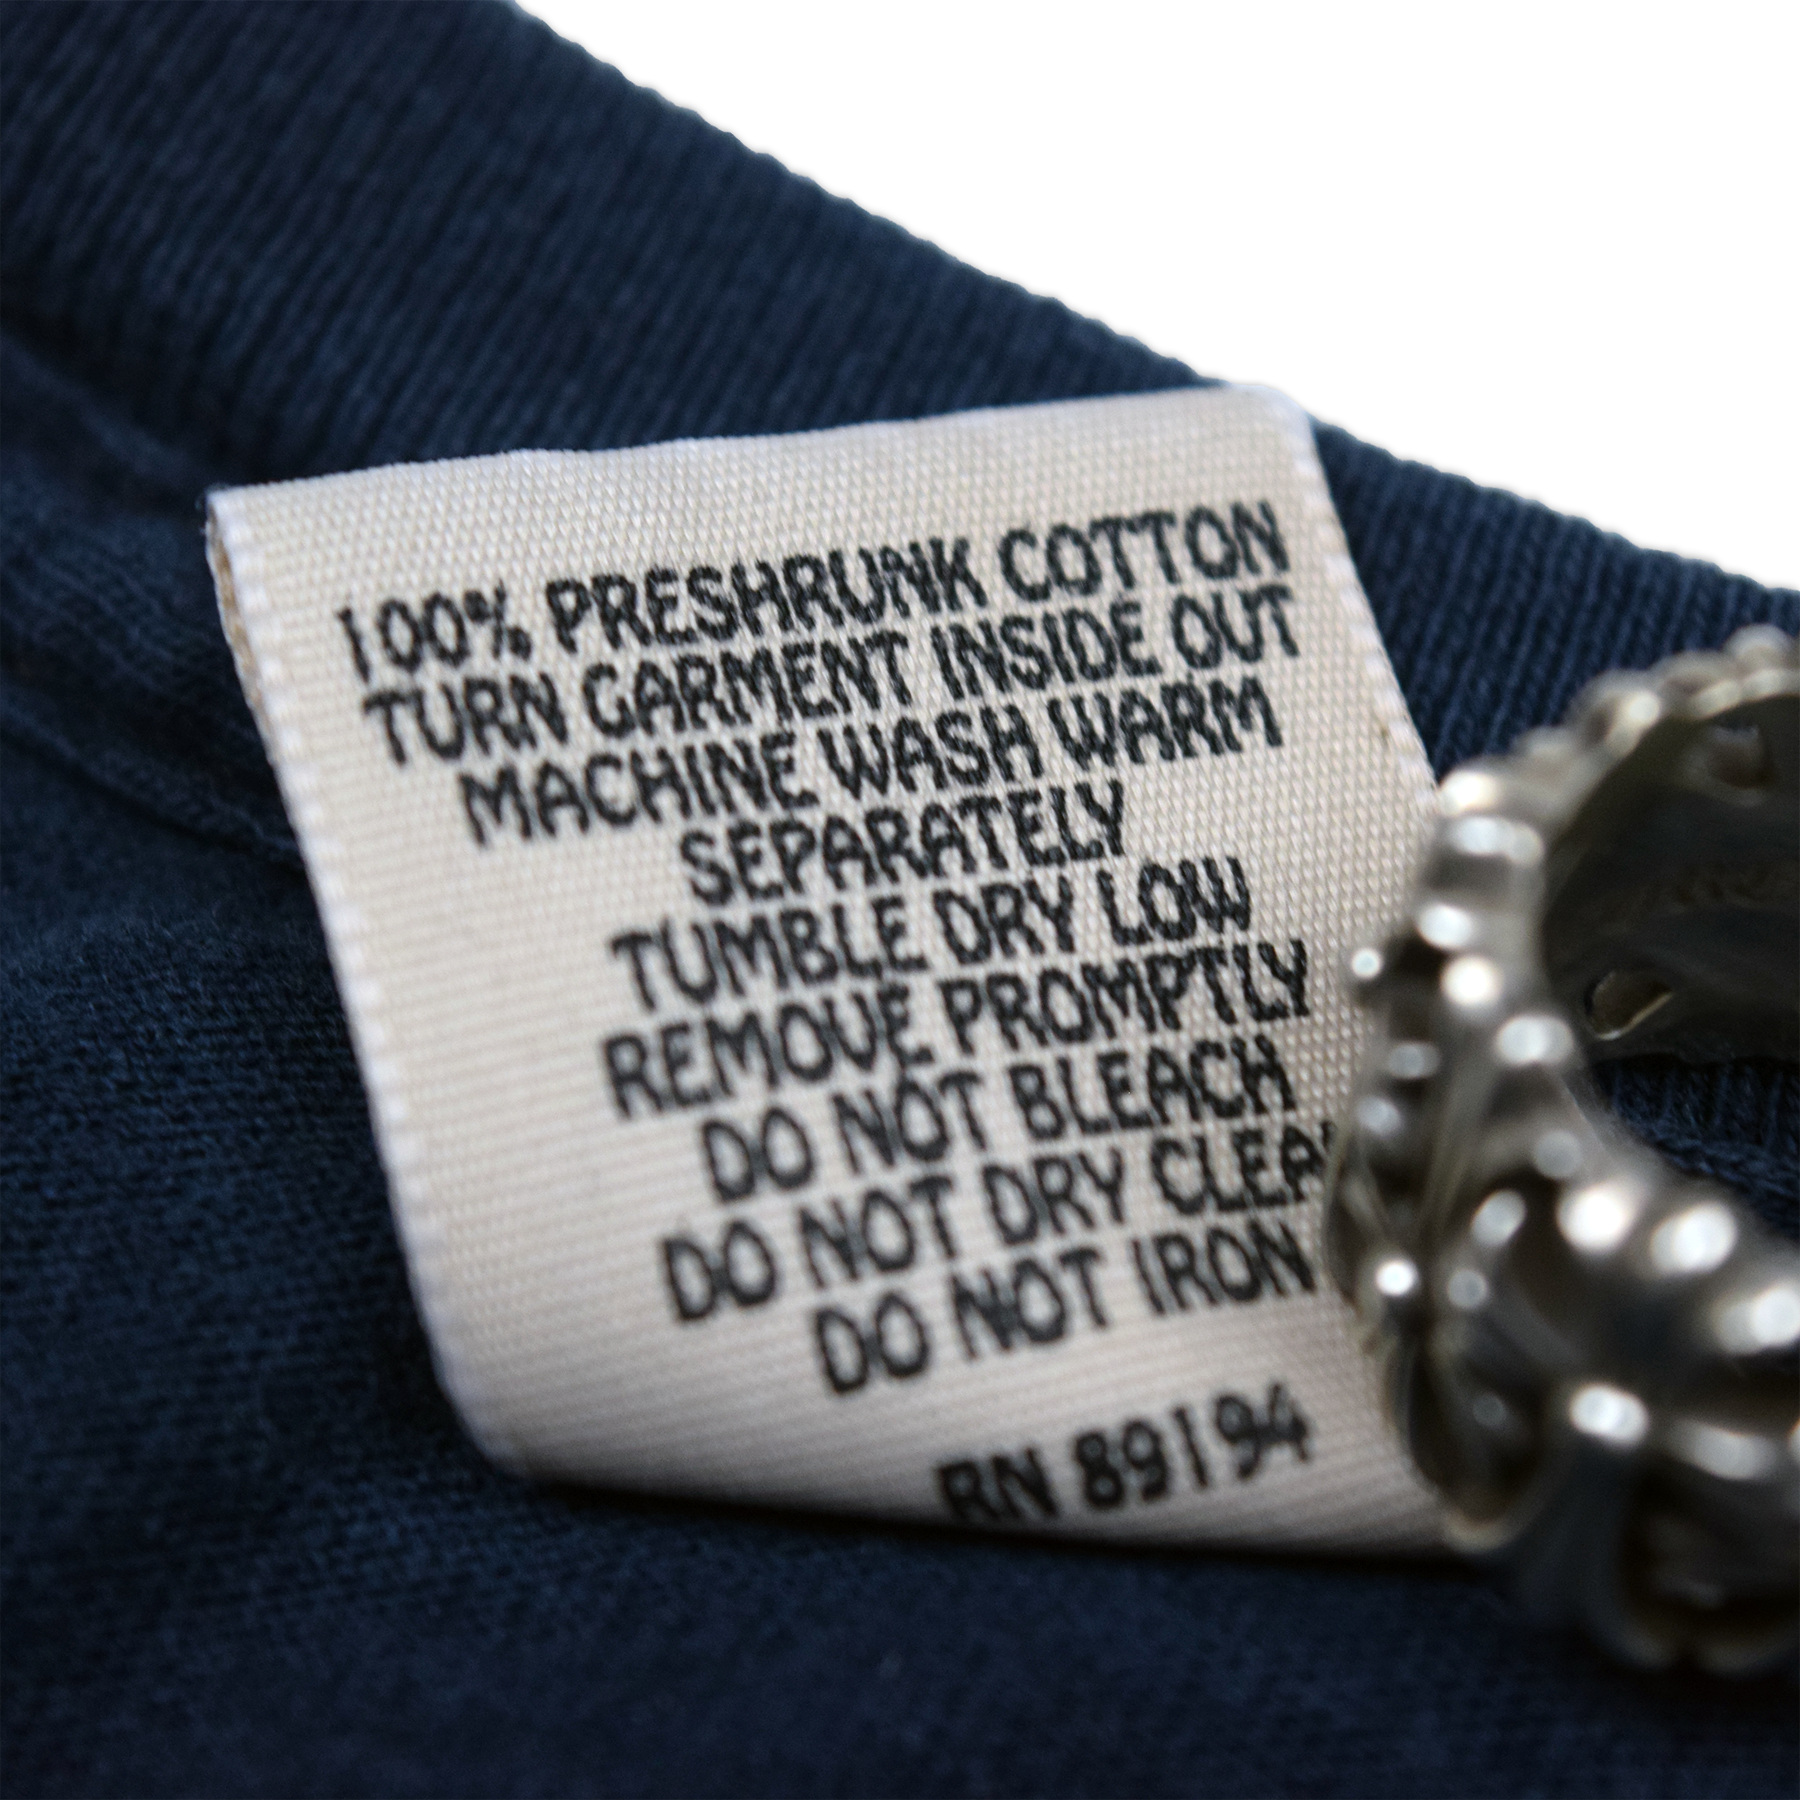 100% PRESHRUNK COTTON
TURN GARMENT INSIDE OUT
MACHINE WASH WARM
SEPARATELY
TUMBLE DRY LOW
REMOVE PROMPTLY
DO NOT BLEACH
DO NOT DRY CLEA
DO NOT IRON
RN 89194